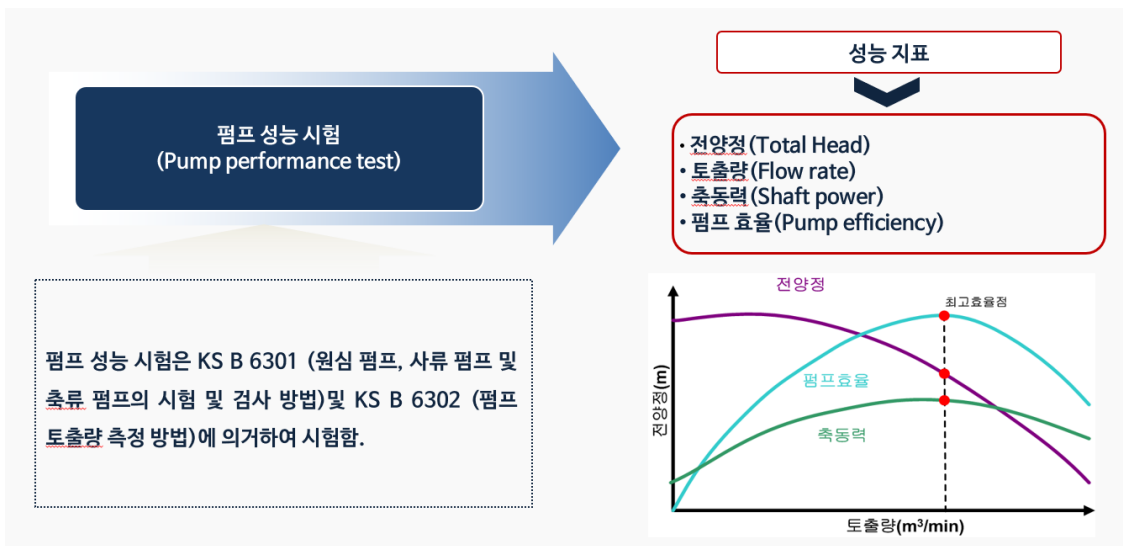 펌프 성능 시험
(Pump performance test)
펌프 성능 시험은 KS B 6301 (원심 펌프, 사류 펌프 및
축류 펌프의 시험 및 검사 방법)및 KS B 6302 (펌프
토출량 측정 방법)에 의거하여 시험함.
성능 지표
• 전양정(Total Head)
• 토출량(Flow rate)
• 축동력(Shaft power)
• 펌프 효율(Pump efficiency)
전양정
최고효율점
펌프효율
축동력
전양정(m)
토출량(m³/min)